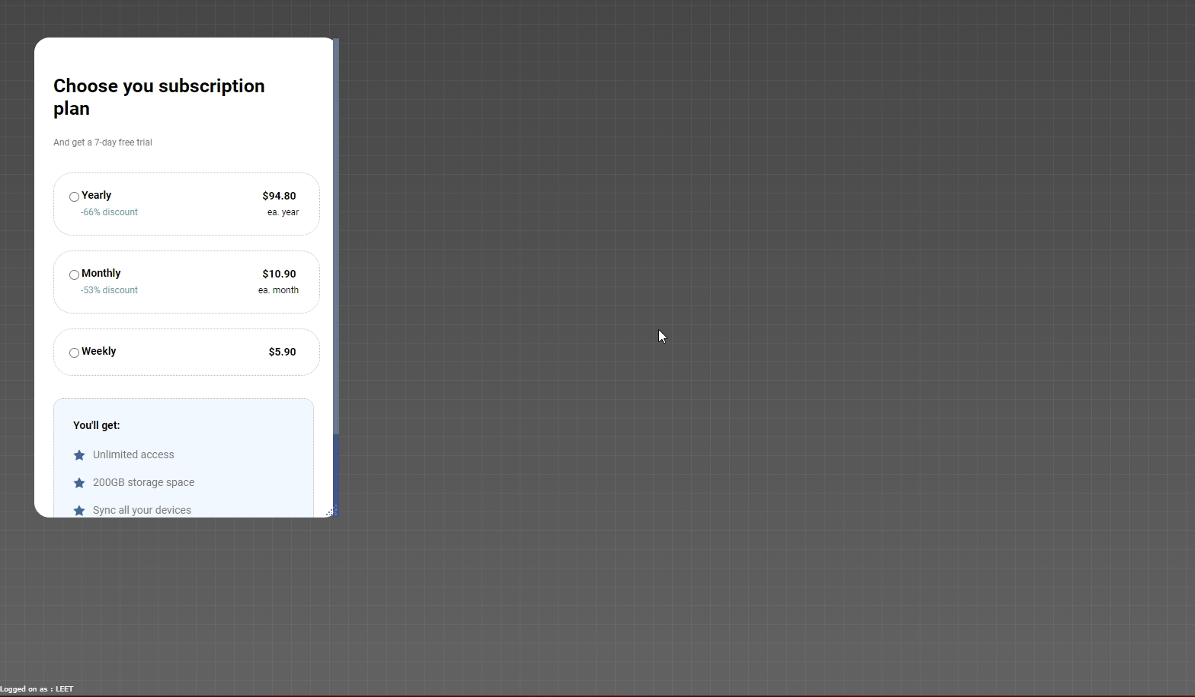 Choose you subscription
plan
And get a 7-day free trial
Yearly $94.80
-66% discount ea. year
Monthly $10.90
-53% discount ea. month
Weekly $5.90
You'll get:
Unlimited access
200GB storage space
Sync all your devices
Logged on as : LEET